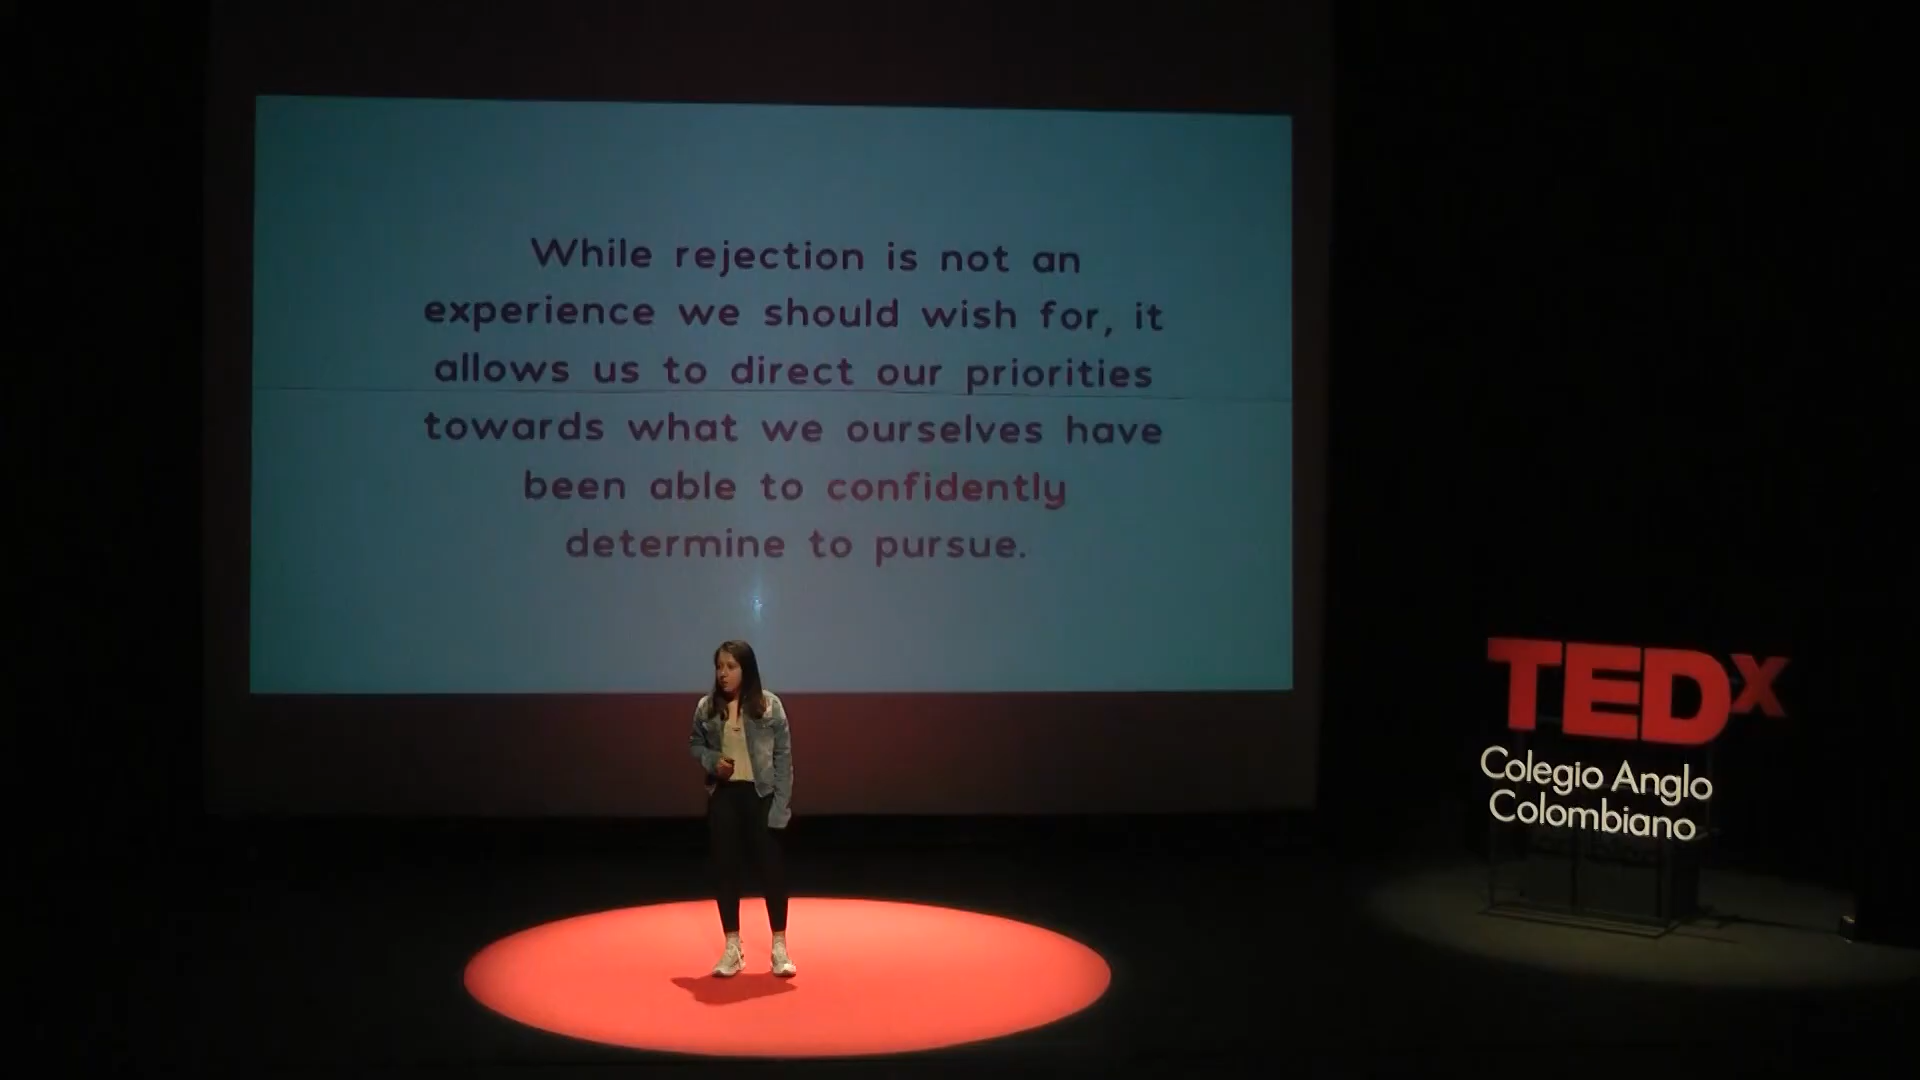 While rejection is not an
experience we should wish for, it
allows us to direct our priorities
towards what we ourselves have
been able to confidently
determine to pursue.
TEDx
Colegio Anglo
Colombiano